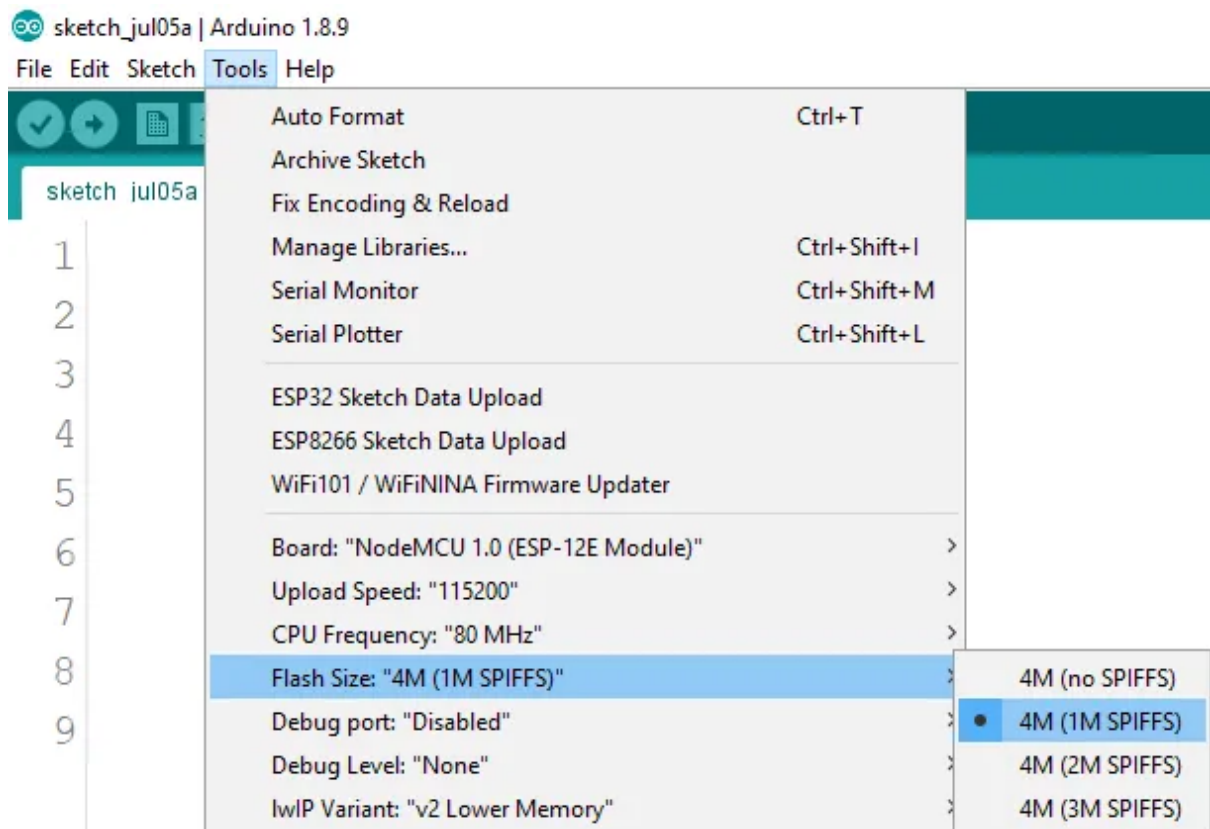 sketch_jul05a | Arduino 1.8.9
File Edit Sketch Tools Help
Auto Format Ctrl+T
Archive Sketch
sketch_jul05a
Fix Encoding & Reload
1
Manage Libraries... Ctrl+Shift+I
Serial Monitor Ctrl+Shift+M
2
Serial Plotter Ctrl+Shift+L
3
ESP32 Sketch Data Upload
4
ESP8266 Sketch Data Upload
5
WiFi101 / WiFiNINA Firmware Updater
6
Board: "NodeMCU 1.0 (ESP-12E Module)"
Upload Speed: "115200"
7
CPU Frequency: "80 MHz"
8
Flash Size: "4M (1M SPIFFS)"
4M (no SPIFFS)
9
Debug port: "Disabled"
4M (1M SPIFFS)
Debug Level: "None"
4M (2M SPIFFS)
lwIP Variant: "v2 Lower Memory"
4M (3M SPIFFS)